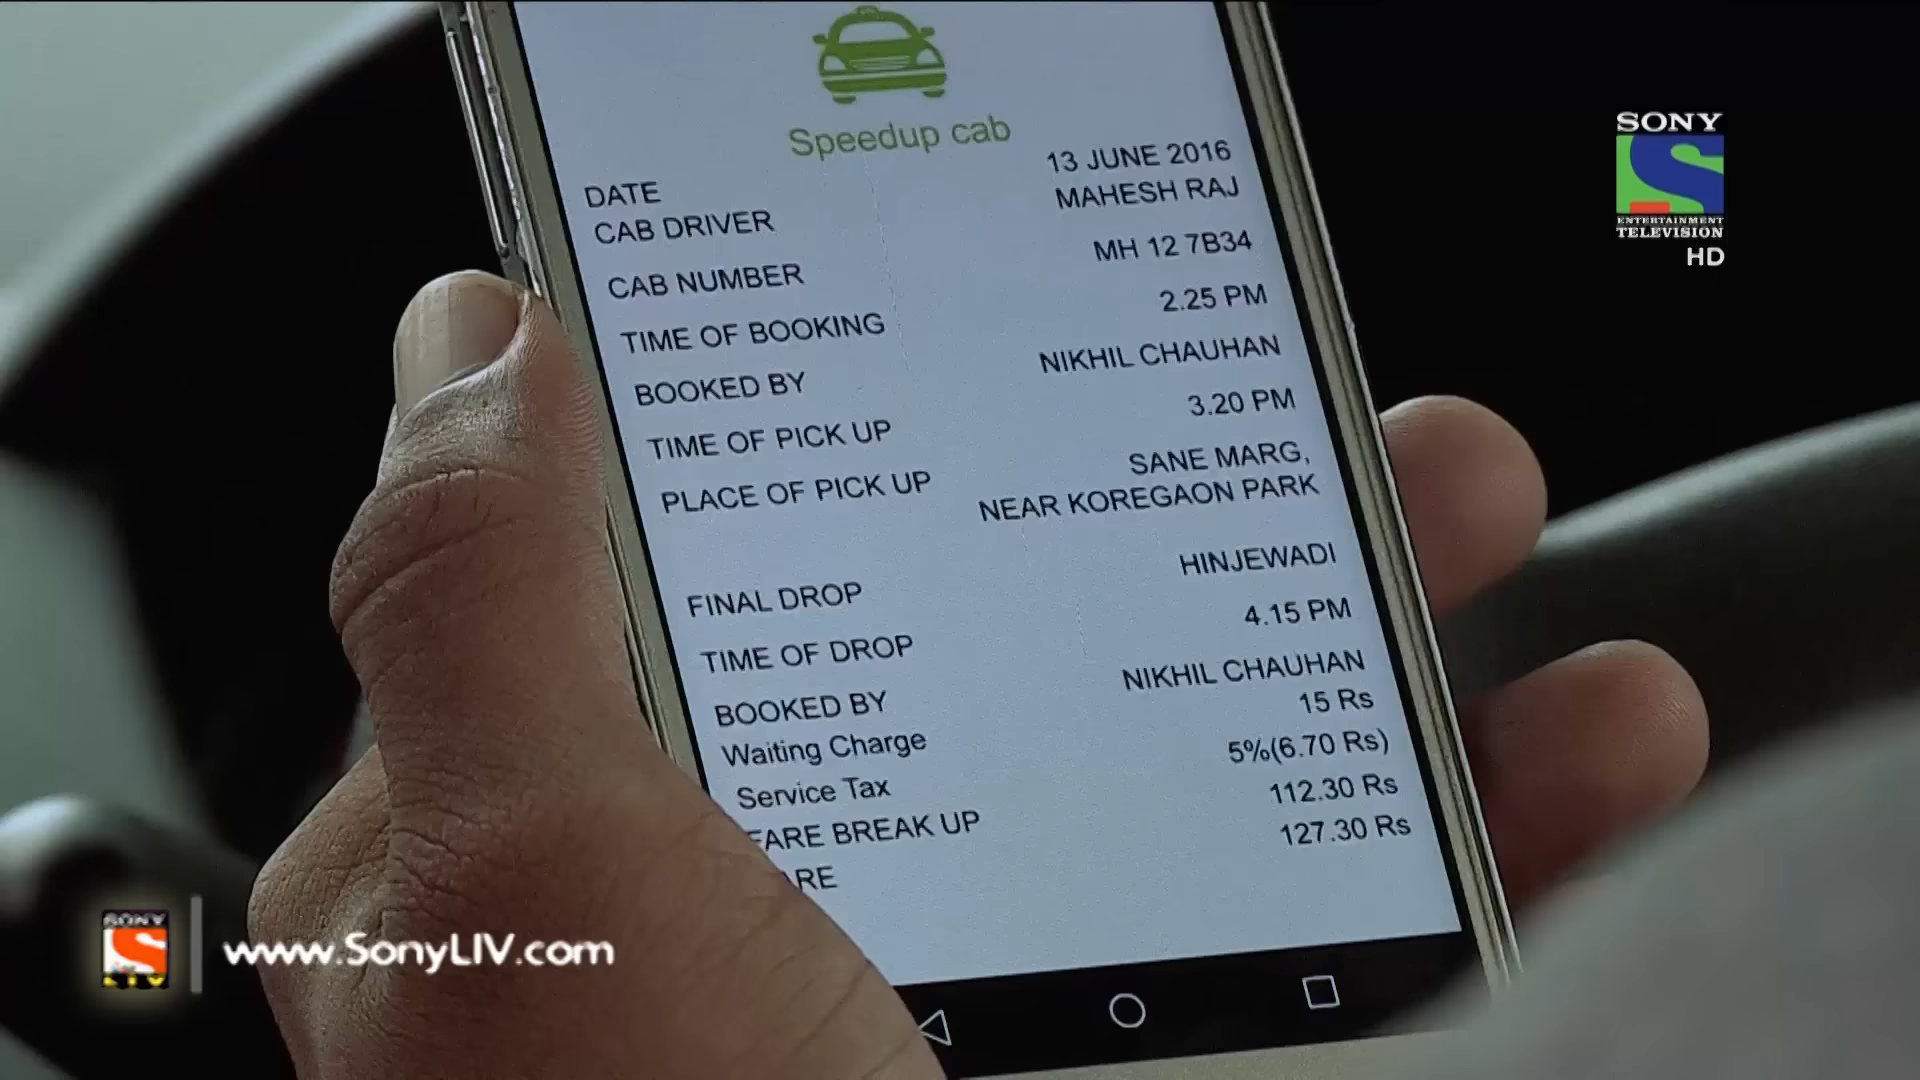 Speedup cab
DATE 13 JUNE 2016
CAB DRIVER MAHESH RAJ
CAB NUMBER MH 12 7B34
TIME OF BOOKING 2.25 PM
BOOKED BY NIKHIL CHAUHAN
TIME OF PICK UP 3.20 PM
PLACE OF PICK UP SANE MARG,
NEAR KOREGAON PARK
FINAL DROP HINJEWADI
TIME OF DROP 4.15 PM
BOOKED BY NIKHIL CHAUHAN
Waiting Charge 15 Rs
Service Tax 5%(6.70 Rs)
FARE BREAK UP 112.30 Rs
ARE 127.30 Rs
SONY
ENTERTAINMENT
TELEVISION
HD
SONY
LIV
www.SonyLIV.com